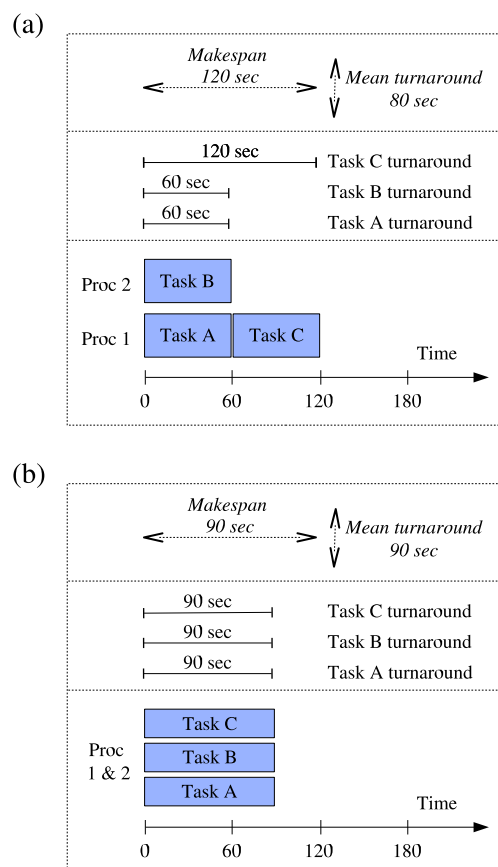 (a)
Makespan
120 sec
Mean turnaround
80 sec
120 sec
Task C turnaround
60 sec
Task B turnaround
60 sec
Task A turnaround
Proc 2
Task B
Proc 1
Task A
Task C
Time
0
60
120
180
(b)
Makespan
90 sec
Mean turnaround
90 sec
90 sec
Task C turnaround
90 sec
Task B turnaround
90 sec
Task A turnaround
Proc
1 & 2
Task C
Task B
Task A
Time
0
60
120
180